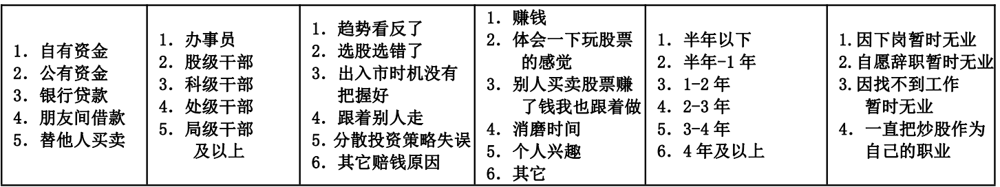 1. 自有资金
2. 公有资金
3. 银行贷款
4. 朋友间借款
5. 替他人买卖
1. 办事员
2. 股级干部
3. 科级干部
4. 处级干部
5. 局级干部
及以上
1. 趋势看反了
2. 选股选错了
3. 出入市时机没有
把握好
4. 跟着别人走
5. 分散投资策略失误
6. 其它赔钱原因
1. 赚钱
2. 体会一下玩股票
的感觉
3. 别人买卖股票赚
了钱我也跟着做
4. 消磨时间
5. 个人兴趣
6. 其它
1. 半年以下
2. 半年-1年
3. 1-2年
4. 2-3年
5. 3-4年
6. 4年及以上
1.因下岗暂时无业
2.自愿辞职暂时无业
3.因找不到工作
暂时无业
4. 一直把炒股作为
自己的职业